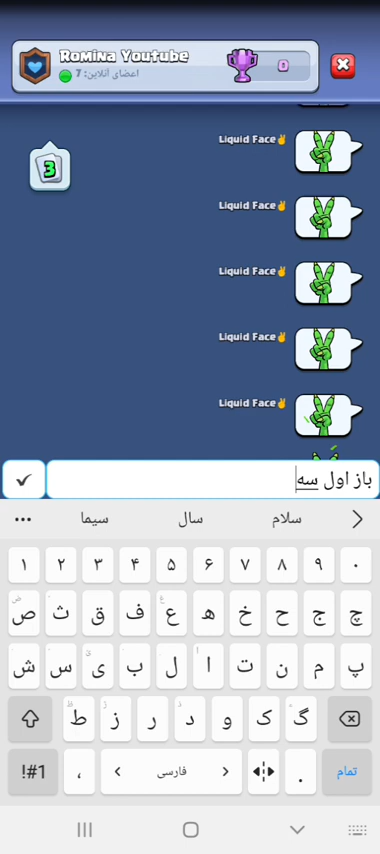 Romina Youtube
اعضای آنلاین: 7
0
3
Liquid Face✌
Liquid Face✌
Liquid Face✌
Liquid Face✌
Liquid Face✌
باز اول سه
سلام سال سیما
۱ ۲ ۳ ۴ ۵ ۶ ۷ ۸ ۹ ۰
ض ص ث ق ف غ ع ه خ ح ج چ
ش س ئ ی ب ل أ ا ت ن م پ
ظ ط ژ ز ر ذ د و ک گ
!#1 ، فارسی . تمام